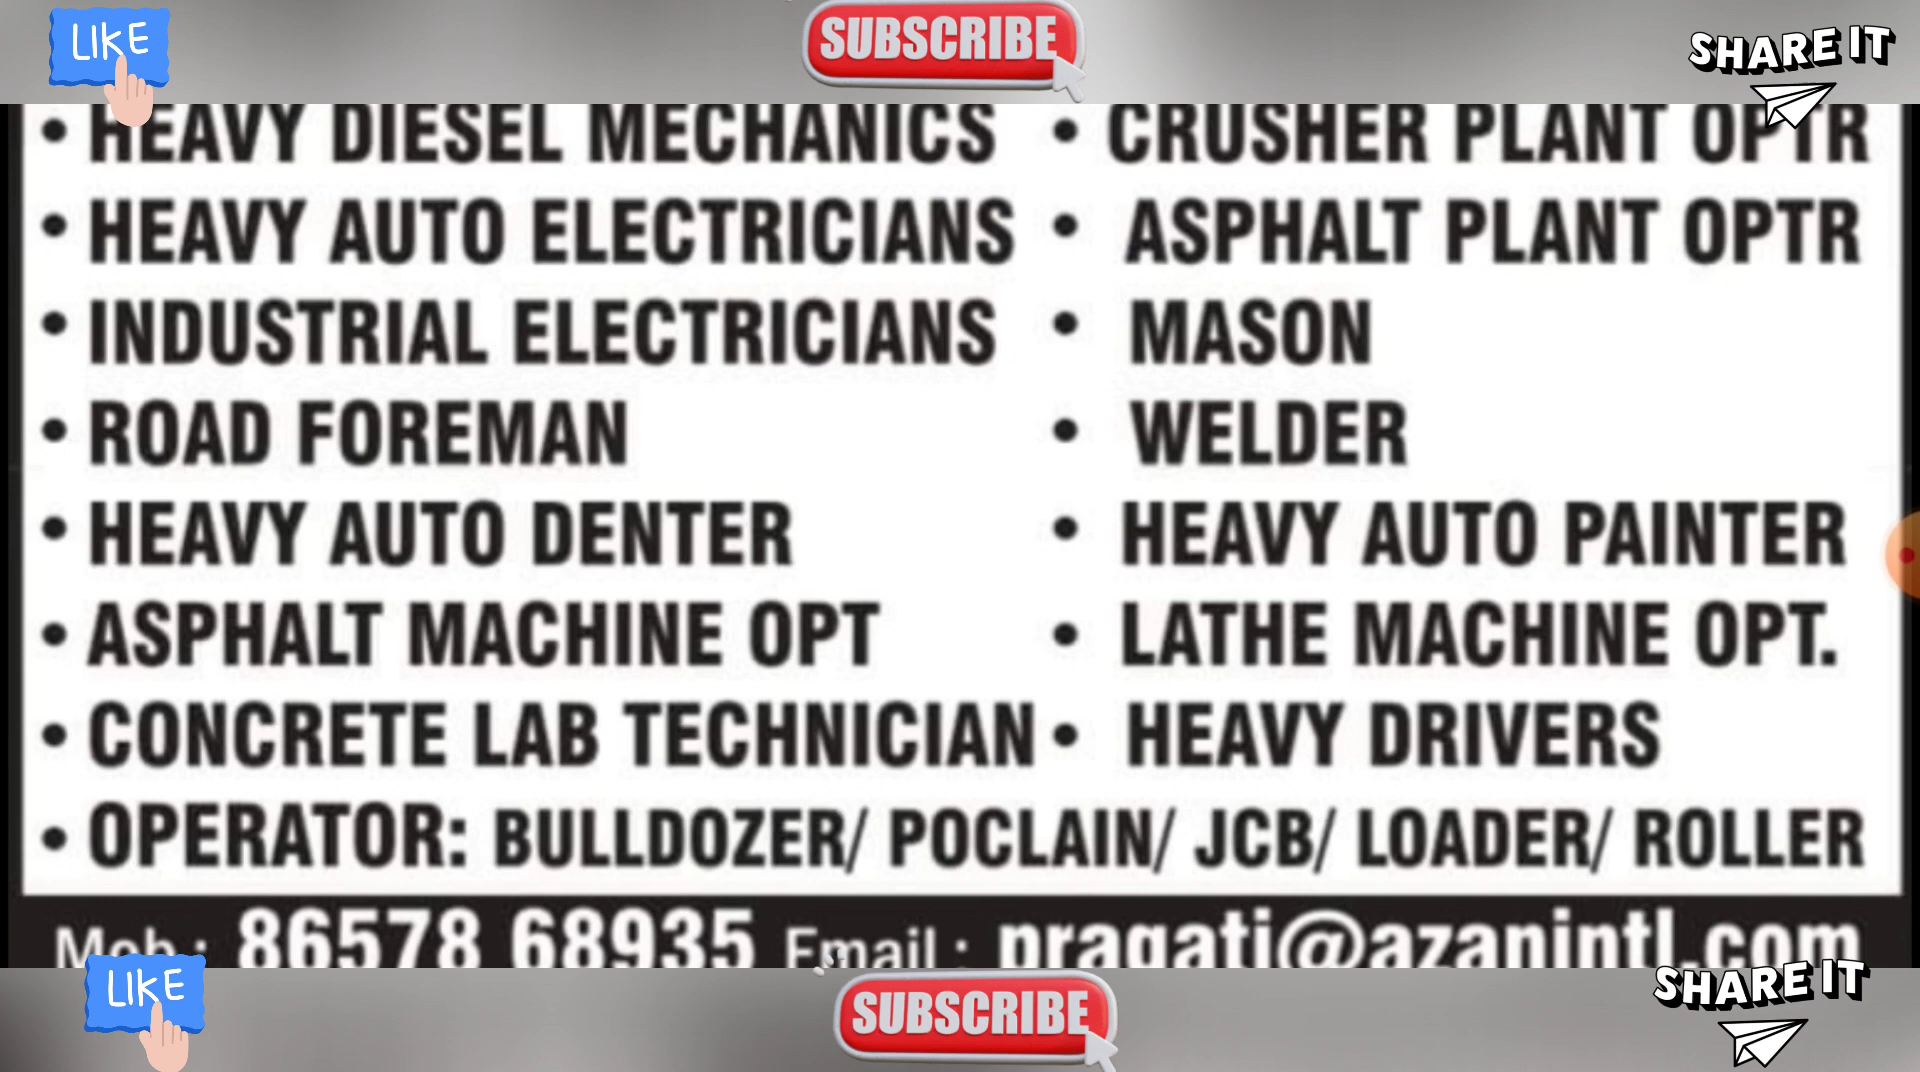 LIKE
SUBSCRIBE
SHARE IT
• HEAVY DIESEL MECHANICS
• CRUSHER PLANT OPTR
• HEAVY AUTO ELECTRICIANS
• ASPHALT PLANT OPTR
• INDUSTRIAL ELECTRICIANS
• MASON
• ROAD FOREMAN
• WELDER
• HEAVY AUTO DENTER
• HEAVY AUTO PAINTER
• ASPHALT MACHINE OPT
• LATHE MACHINE OPT.
• CONCRETE LAB TECHNICIAN
• HEAVY DRIVERS
• OPERATOR: BULLDOZER/ POCLAIN/ JCB/ LOADER/ ROLLER
Mob : 86578 68935 Email : pragati@azanintl.com
LIKE
SUBSCRIBE
SHARE IT